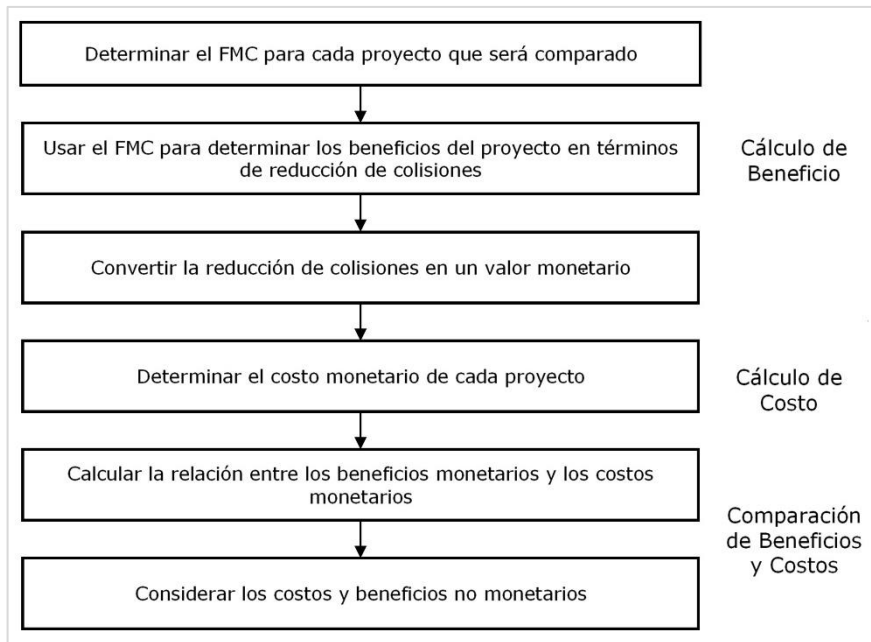 Determinar el FMC para cada proyecto que será comparado
Usar el FMC para determinar los beneficios del proyecto en términos
de reducción de colisiones
Cálculo de
Beneficio
Convertir la reducción de colisiones en un valor monetario
Determinar el costo monetario de cada proyecto
Cálculo de
Costo
Calcular la relación entre los beneficios monetarios y los costos
monetarios
Comparación
de Beneficios
y Costos
Considerar los costos y beneficios no monetarios